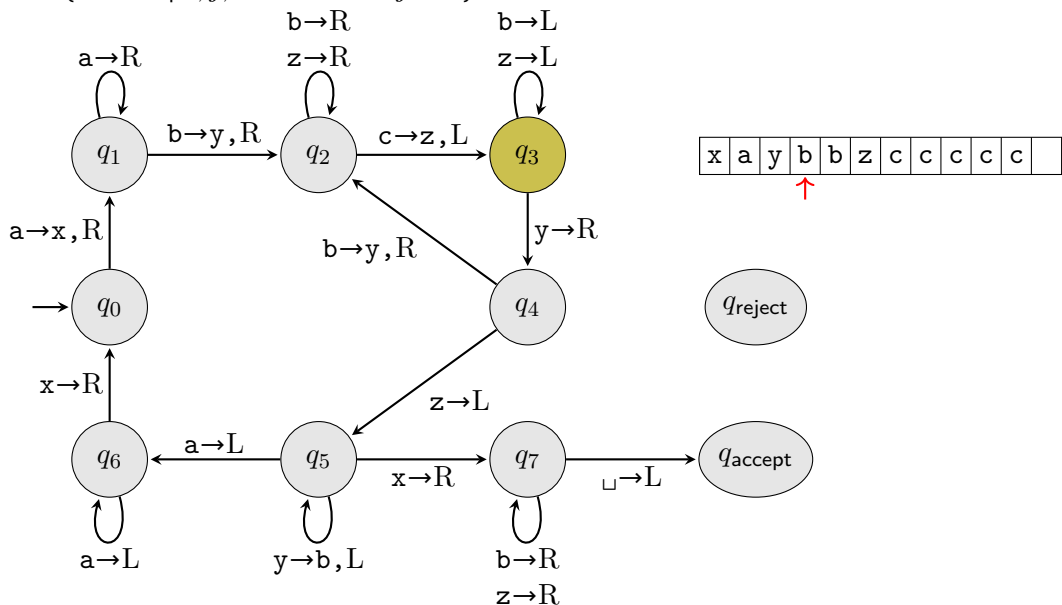 b→R b→L
a→R z→R z→L
b→y,R c→z,L
q1 q2 q3 x a y b b z c c c c c
a→x,R b→y,R y→R
q0 q4 qreject
x→R z→L
a→L x→R ␣→L
q6 q5 q7 qaccept
a→L y→b,L b→R
z→R